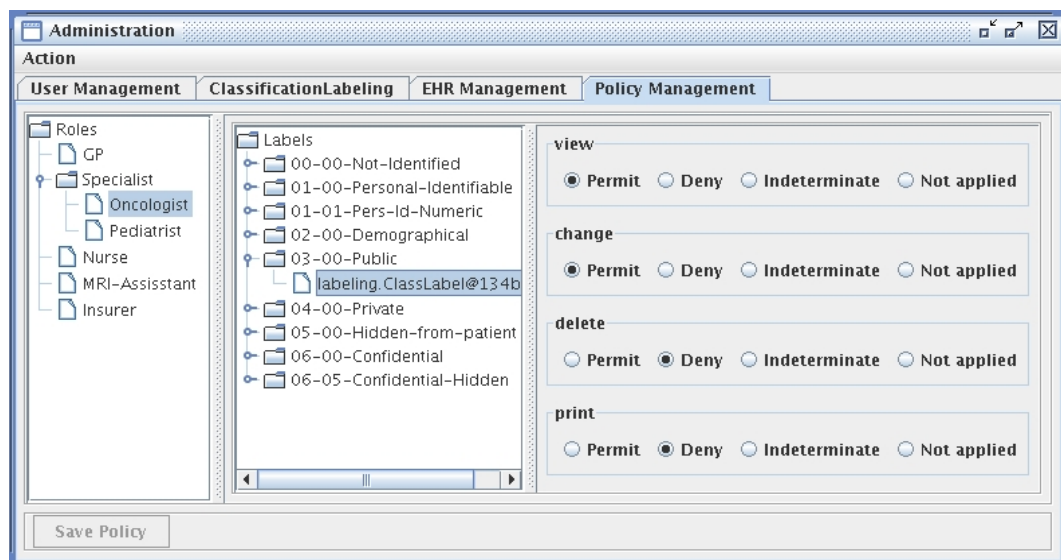 Administration
Action
User Management ClassificationLabeling EHR Management Policy Management
Roles
GP
Specialist
Oncologist
Pediatrist
Nurse
MRI-Assisstant
Insurer
Labels
00-00-Not-Identified
01-00-Personal-Identifiable
01-01-Pers-Id-Numeric
02-00-Demographical
03-00-Public
labeling.ClassLabel@134b
04-00-Private
05-00-Hidden-from-patient
06-00-Confidential
06-05-Confidential-Hidden
view
Permit Deny Indeterminate Not applied
change
Permit Deny Indeterminate Not applied
delete
Permit Deny Indeterminate Not applied
print
Permit Deny Indeterminate Not applied
Save Policy